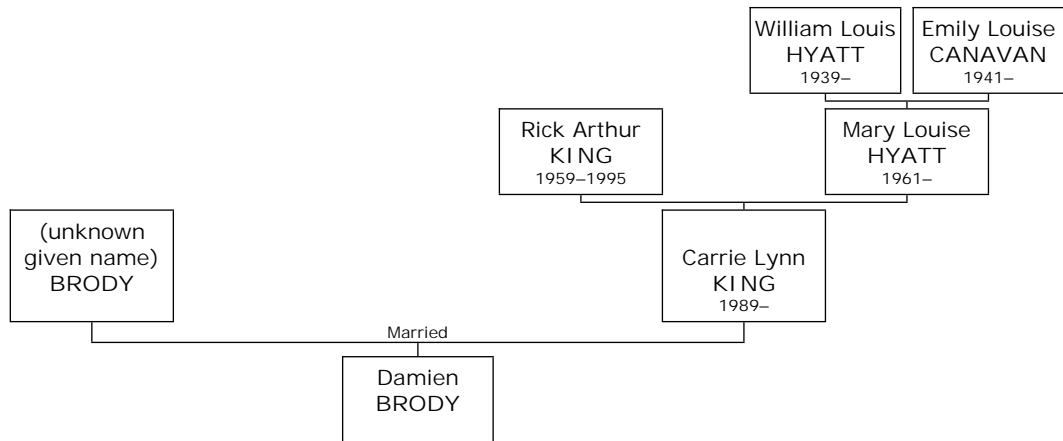 William Louis
HYATT
1939–
Emily Louise
CANAVAN
1941–
Rick Arthur
KING
1959–1995
Mary Louise
HYATT
1961–
(unknown
given name)
BRODY
Carrie Lynn
KING
1989–
Married
Damien
BRODY